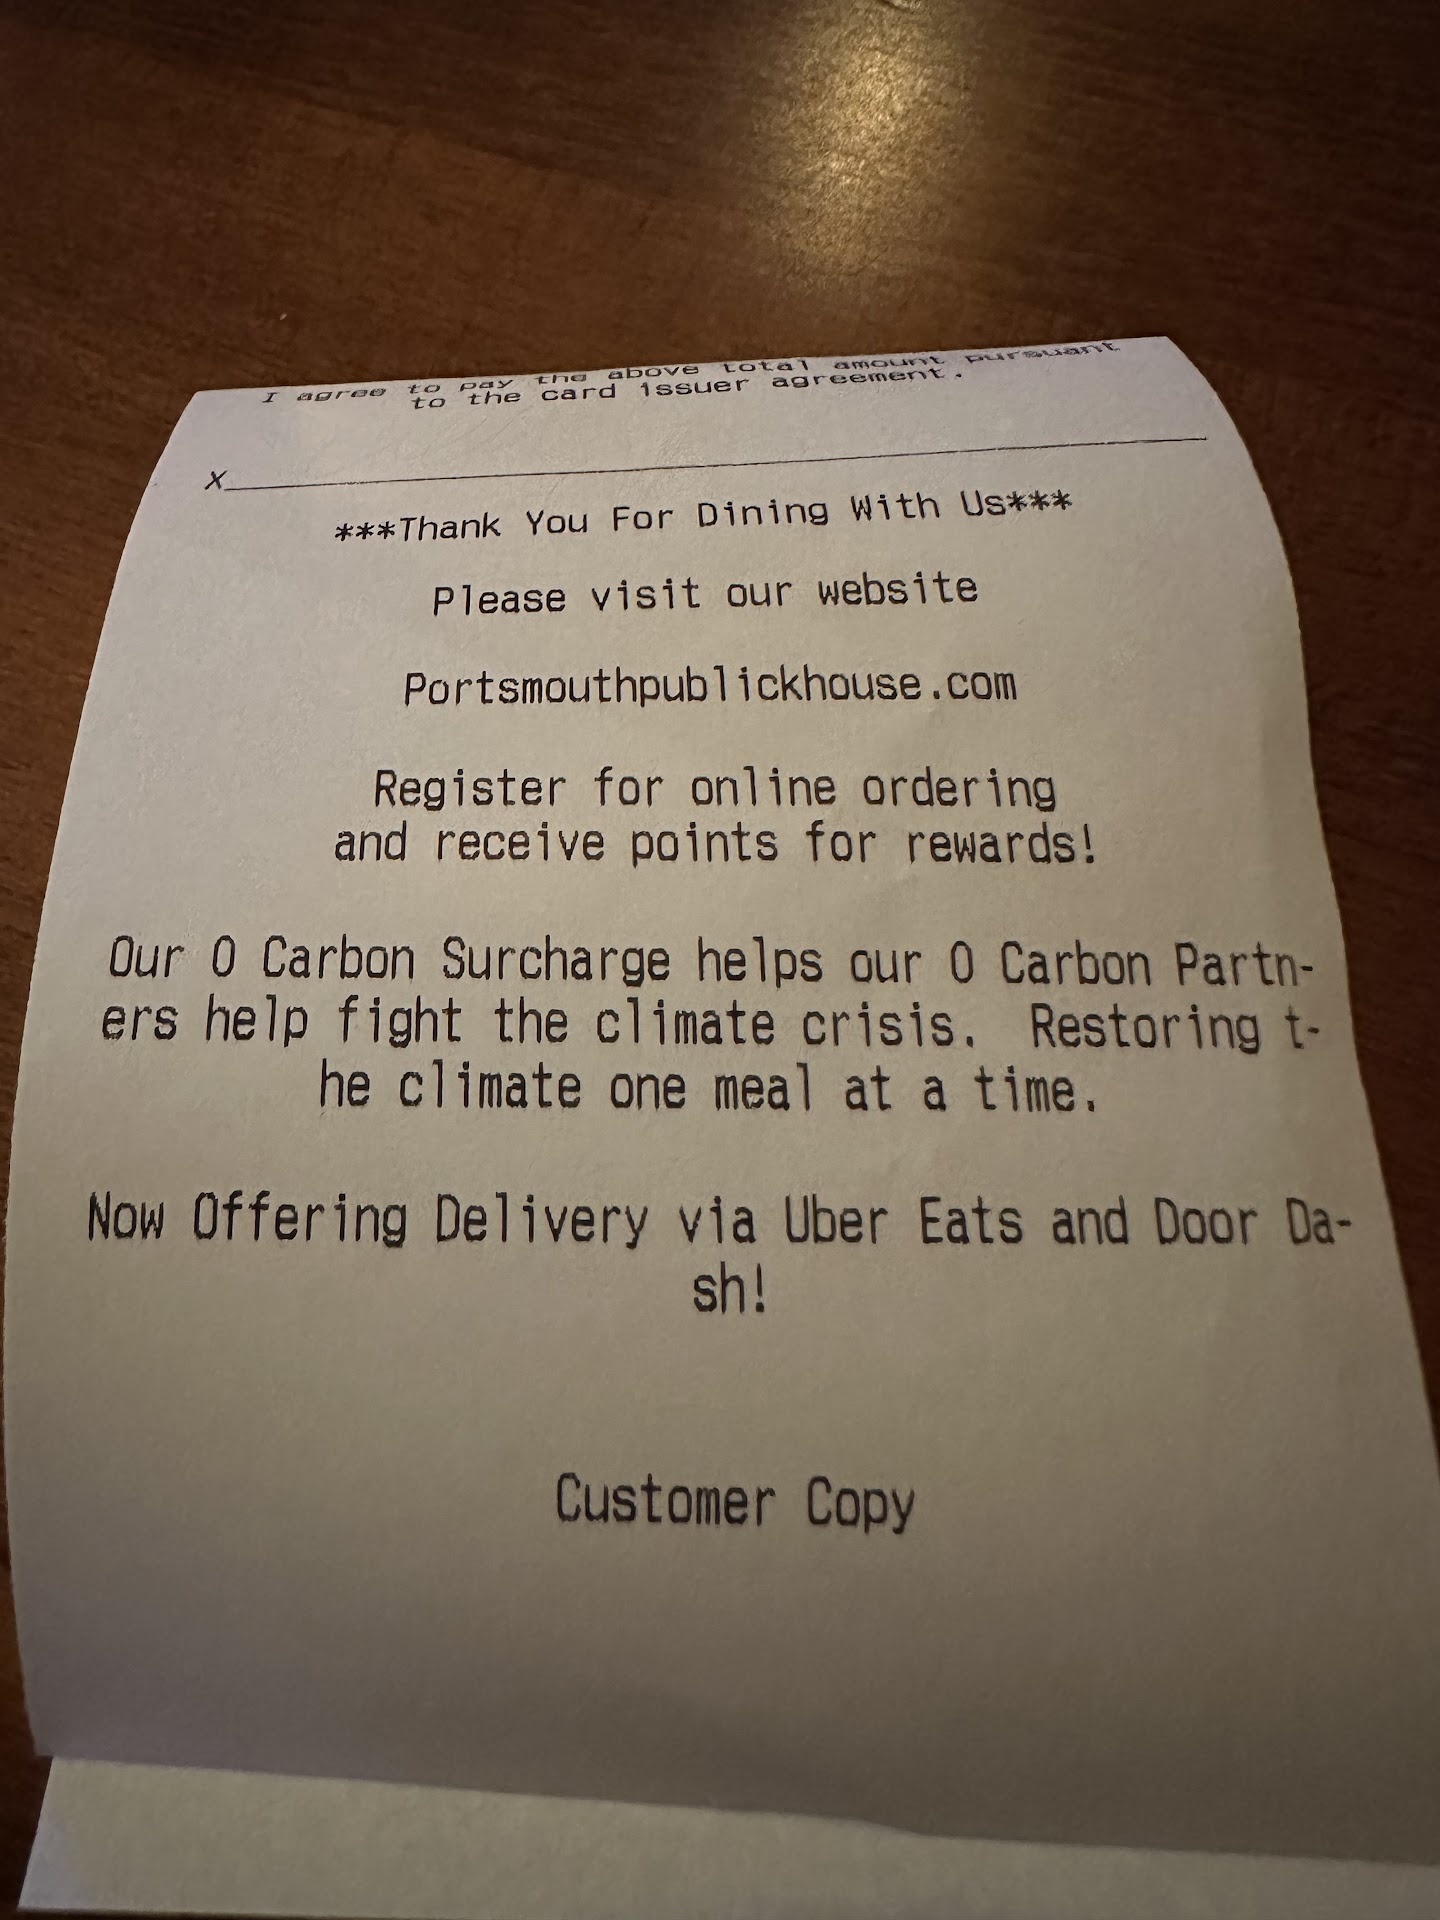 I agree to pay the above total amount pursuant
to the card issuer agreement.
X
***Thank You For Dining With Us***
Please visit our website
Portsmouthpublickhouse.com
Register for online ordering
and receive points for rewards!
Our 0 Carbon Surcharge helps our 0 Carbon Partn-
ers help fight the climate crisis.  Restoring t-
he climate one meal at a time.
Now Offering Delivery via Uber Eats and Door Da-
sh!
Customer Copy